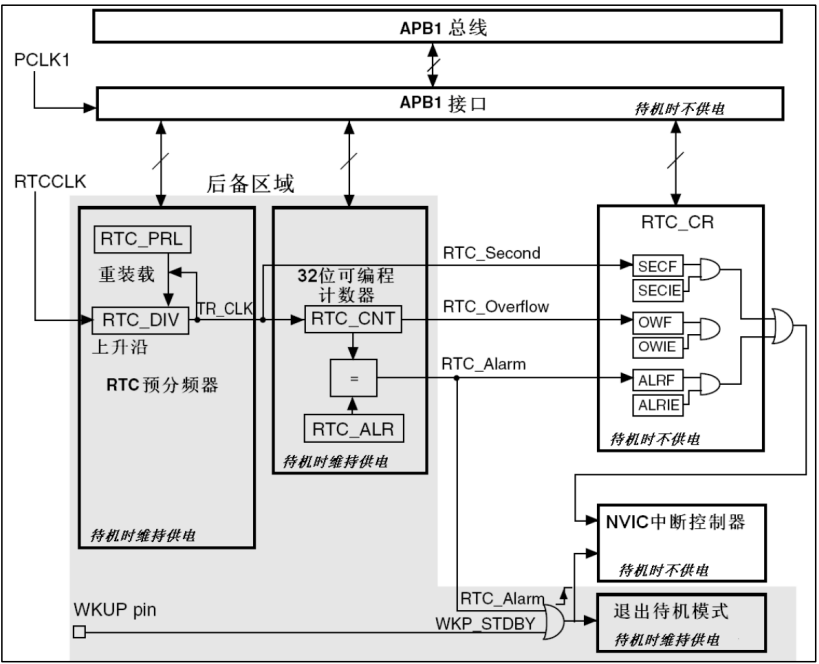 APB1 总线
PCLK1
APB1 接口
待机时不供电
RTCCLK
后备区域
RTC_CR
RTC_PRL
重装载
RTC_Second
SECF
SECIE
32位可编程
计数器
TR_CLK
RTC_Overflow
RTC_DIV
RTC_CNT
OWF
OWIE
上升沿
RTC预分频器
=
RTC_Alarm
ALRF
ALRIE
RTC_ALR
待机时不供电
待机时维持供电
待机时维持供电
NVIC中断控制器
待机时不供电
RTC_Alarm
WKUP pin
WKP_STDBY
退出待机模式
待机时维持供电